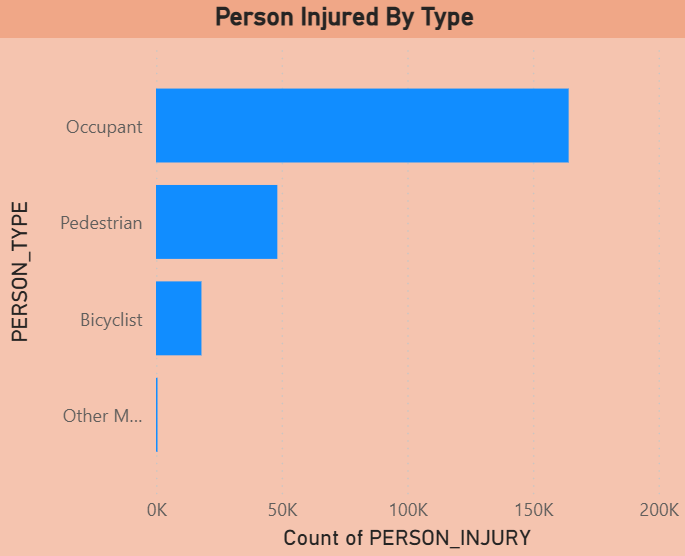 Person Injured By Type
PERSON_TYPE
Occupant
Pedestrian
Bicyclist
Other M...
0K 50K 100K 150K 200K
Count of PERSON_INJURY